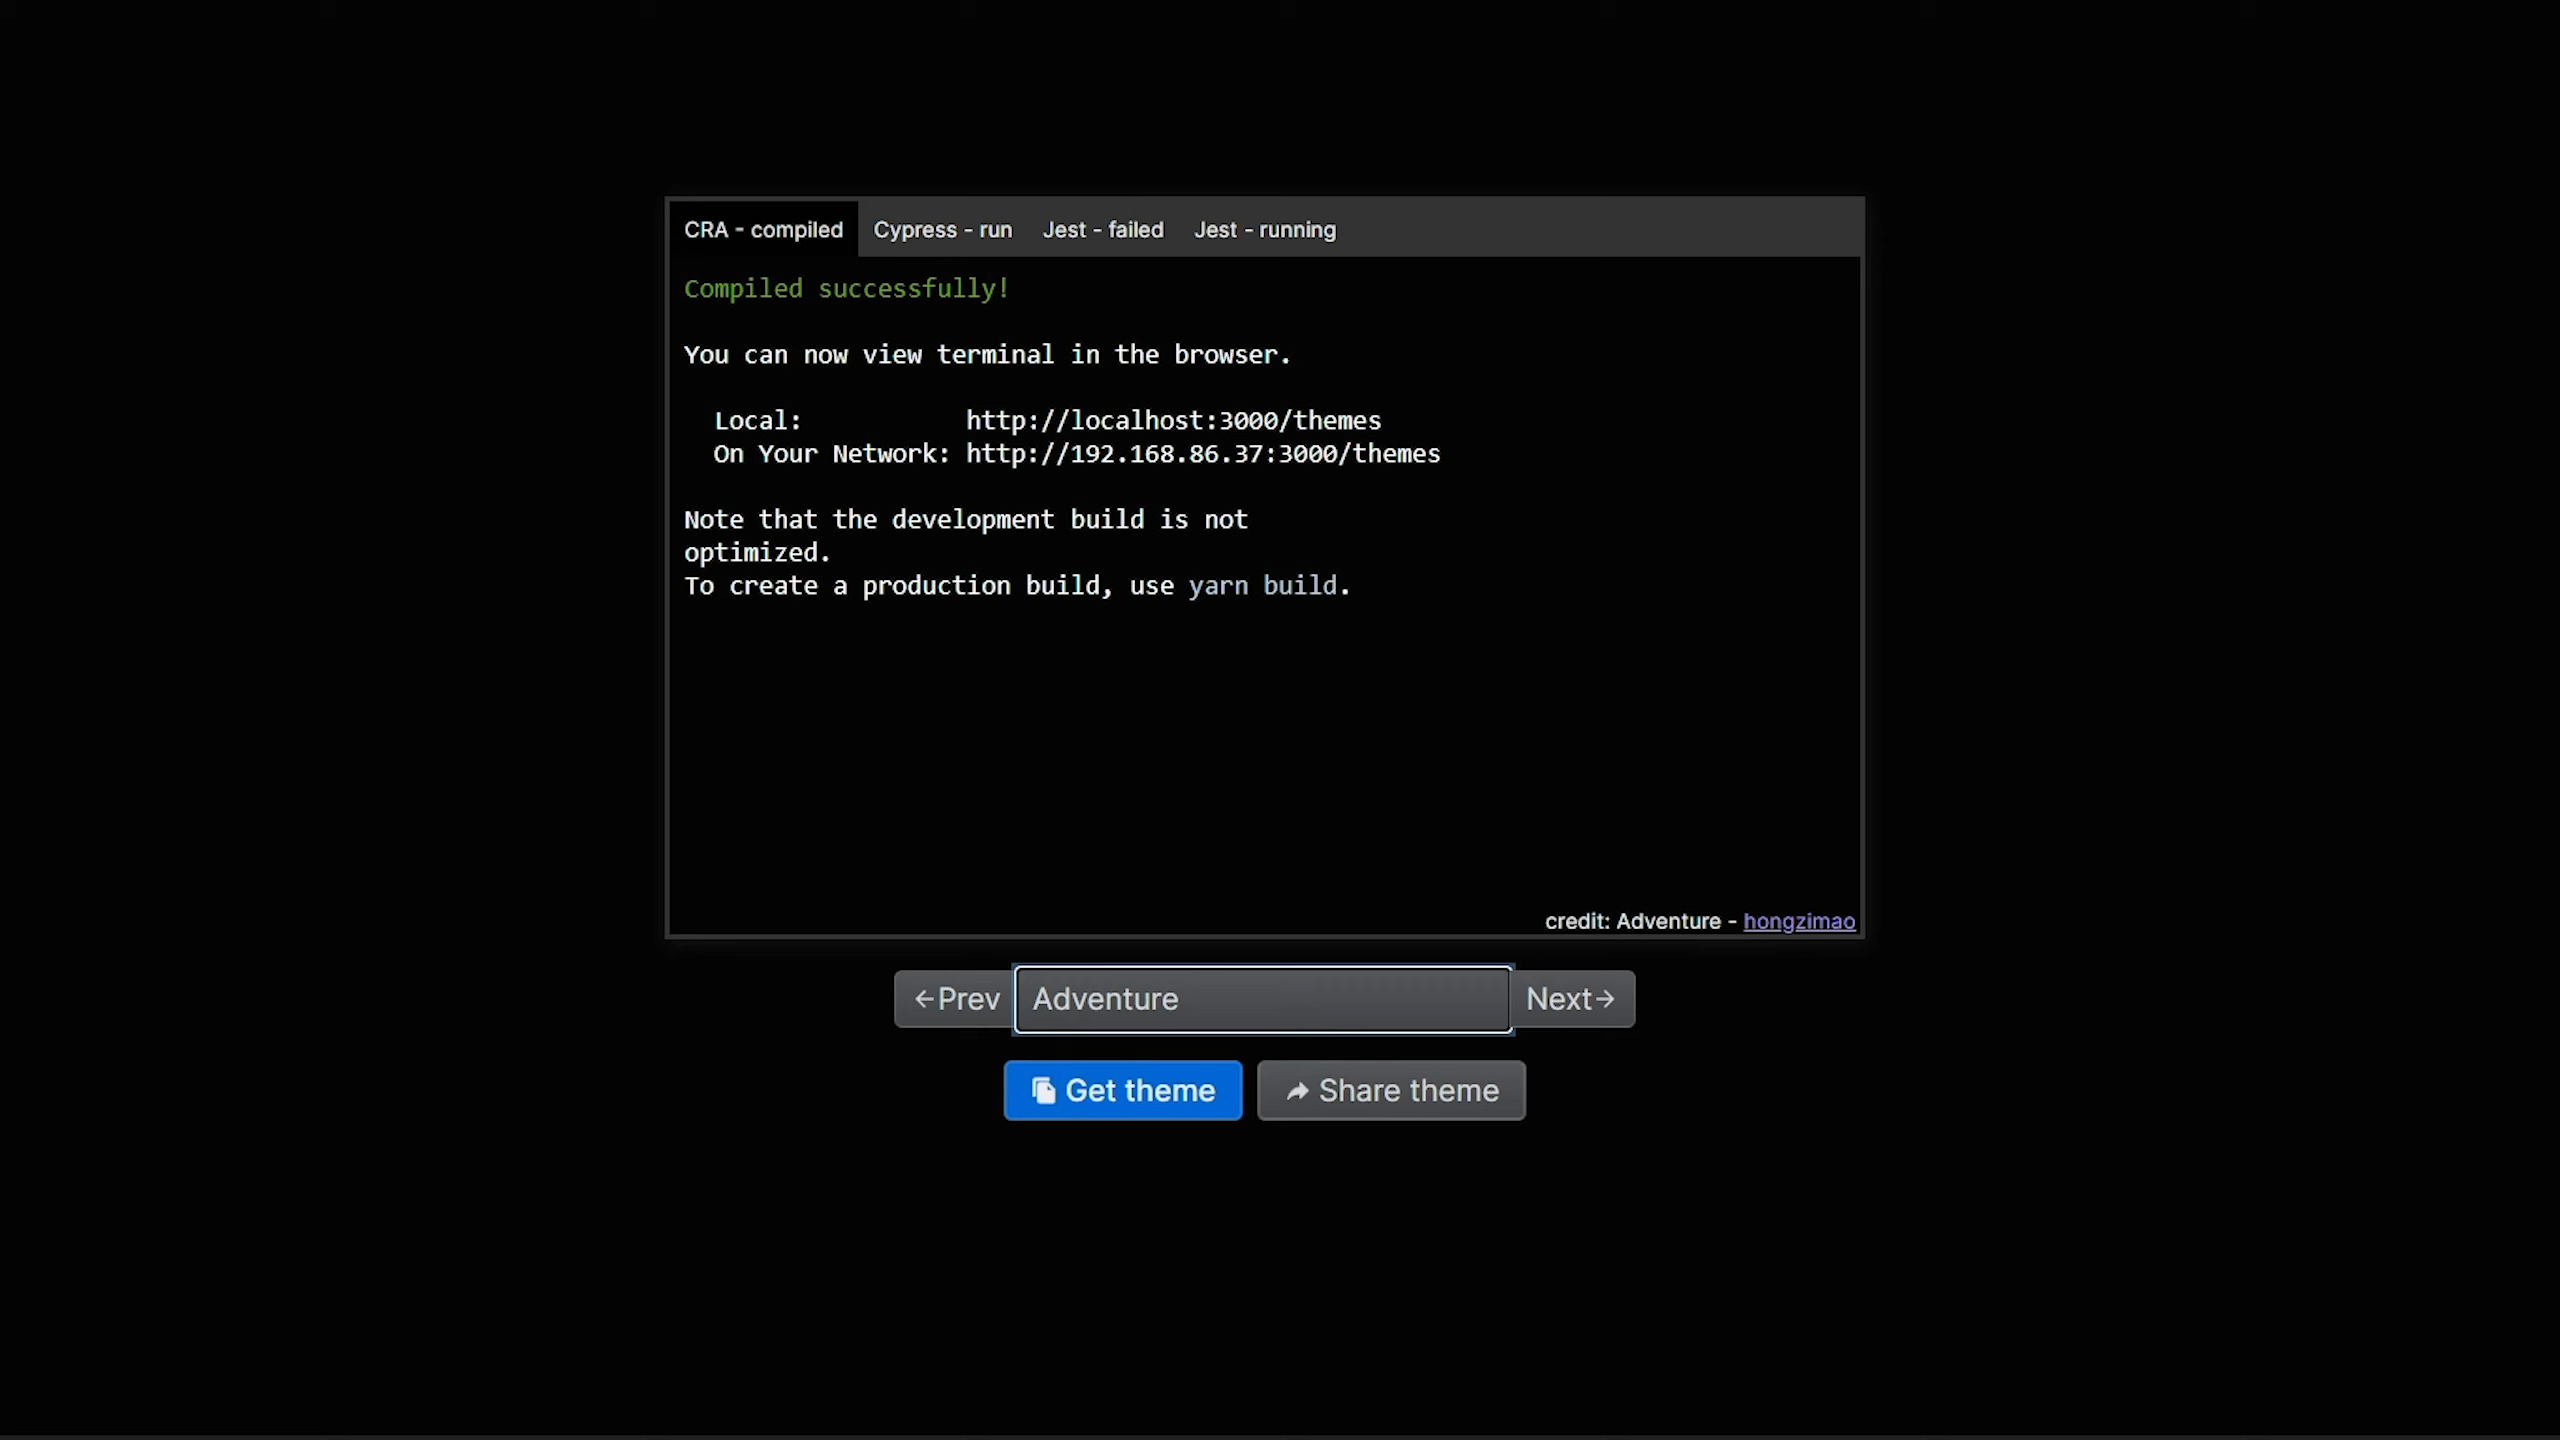 CRA - compiled Cypress - run Jest - failed Jest - running
Compiled successfully!
You can now view terminal in the browser.
Local: http://localhost:3000/themes
On Your Network: http://192.168.86.37:3000/themes
Note that the development build is not
optimized.
To create a production build, use yarn build.
credit: Adventure - hongzimao
←Prev Adventure Next→
Get theme Share theme